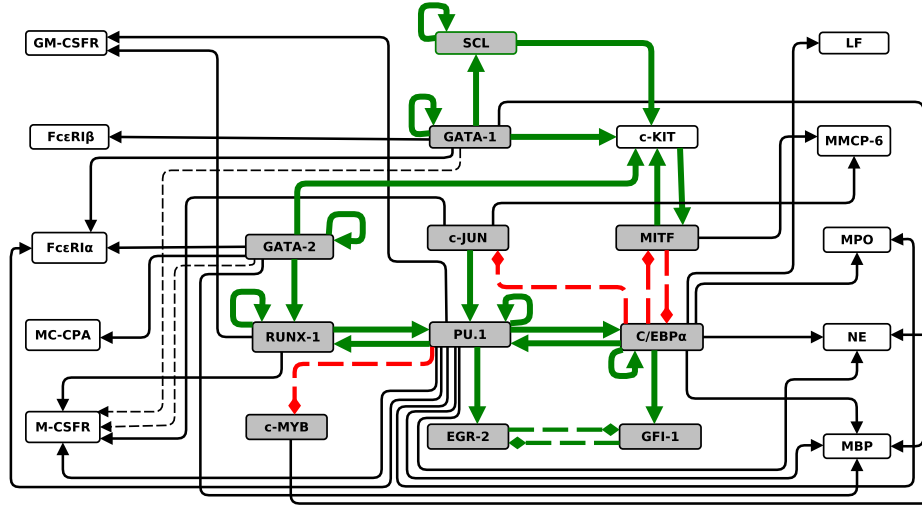 SCL
GM-CSFR
LF
GATA-1
c-KIT
FcεRIβ
MMCP-6
c-JUN
MITF
MPO
GATA-2
FcεRIα
MC-CPA
RUNX-1
PU.1
C/EBPα
NE
M-CSFR
c-MYB
EGR-2
GFI-1
MBP